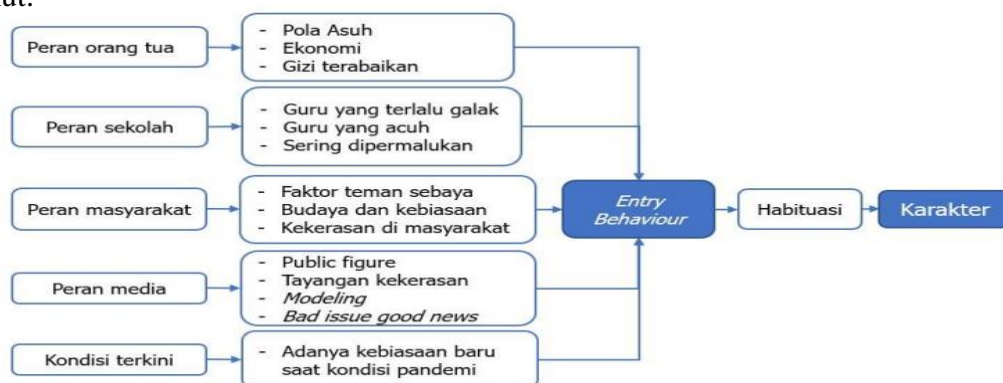 Peran orang tua
- Pola Asuh
- Ekonomi
- Gizi terabaikan
Peran sekolah
- Guru yang terlalu galak
- Guru yang acuh
- Sering dipermalukan
Peran masyarakat
- Faktor teman sebaya
- Budaya dan kebiasaan
- Kekerasan di masyarakat
Peran media
- Public figure
- Tayangan kekerasan
- Modeling
- Bad issue good news
Kondisi terkini
- Adanya kebiasaan baru
saat kondisi pandemi
Entry
Behaviour
Habituasi
Karakter